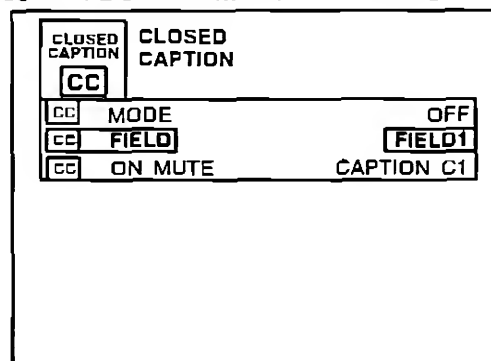 CLOSED
CAPTION
CC
CLOSED
CAPTION
CC MODE OFF
CC FIELD FIELD1
CC ON MUTE CAPTION C1